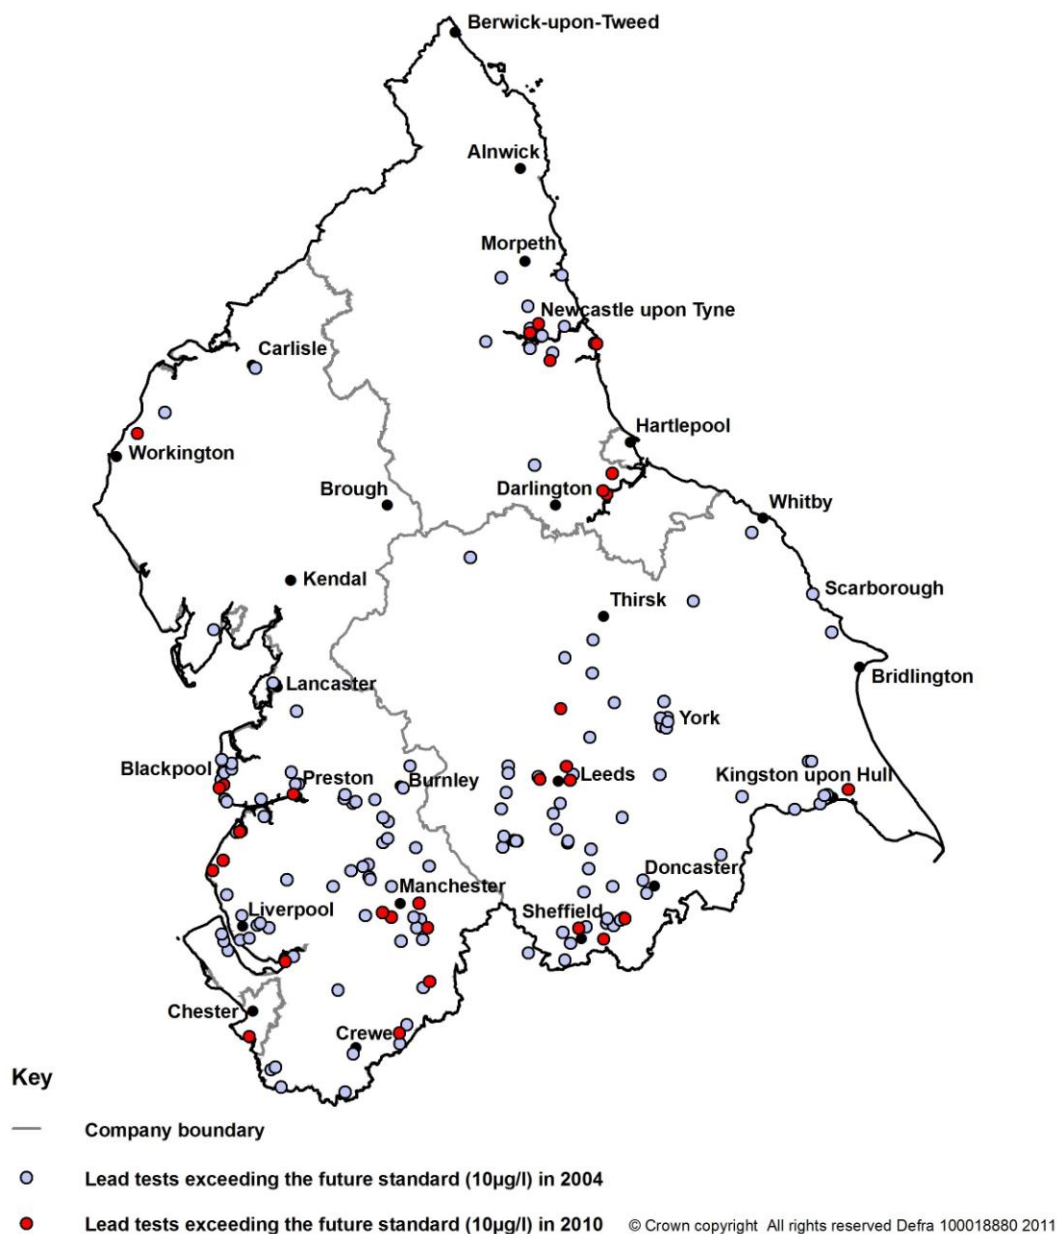 Berwick-upon-Tweed
Alnwick
Morpeth
Newcastle upon Tyne
Carlisle
Hartlepool
Workington
Brough
Darlington
Whitby
Kendal
Thirsk
Scarborough
Bridlington
Lancaster
York
Blackpool
Preston
Burnley
Leeds
Kingston upon Hull
Doncaster
Manchester
Liverpool
Sheffield
Chester
Crewe
Key
Company boundary
Lead tests exceeding the future standard (10µg/l) in 2004
Lead tests exceeding the future standard (10µg/l) in 2010
© Crown copyright All rights reserved Defra 100018880 2011